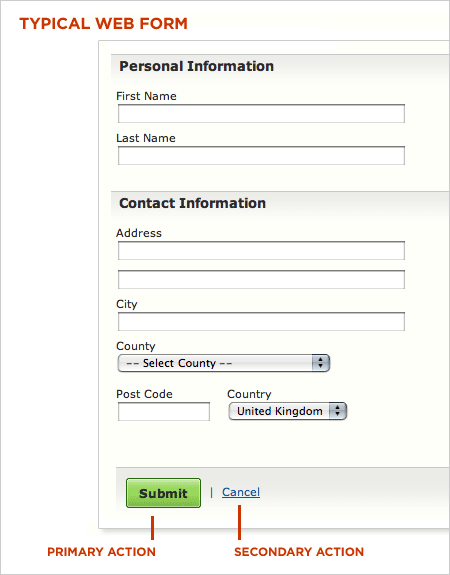 TYPICAL WEB FORM
Personal Information
First Name
Last Name
Contact Information
Address
City
County
-- Select County --
Post Code Country
United Kingdom
Submit | Cancel
PRIMARY ACTION SECONDARY ACTION